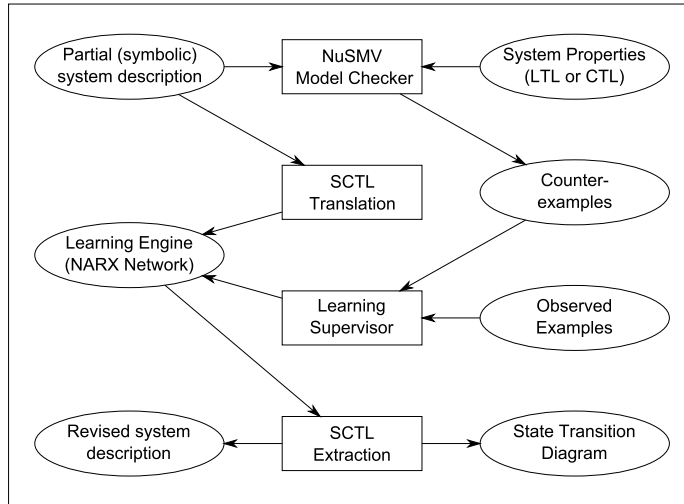 Partial (symbolic)
system description
NuSMV
Model Checker
System Properties
(LTL or CTL)
SCTL
Translation
Counter-
examples
Learning Engine
(NARX Network)
Learning
Supervisor
Observed
Examples
Revised system
description
SCTL
Extraction
State Transition
Diagram